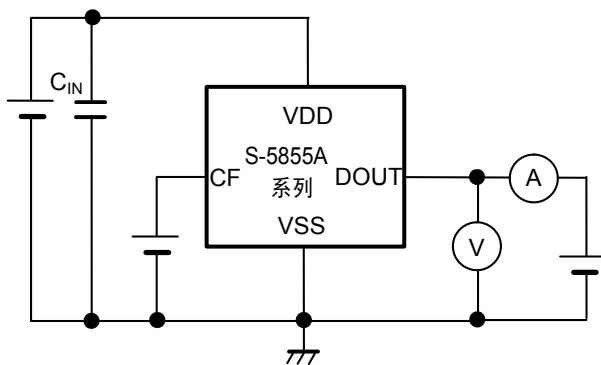 C_IN
VDD
S-5855A
系列
CF
DOUT
VSS
A
V